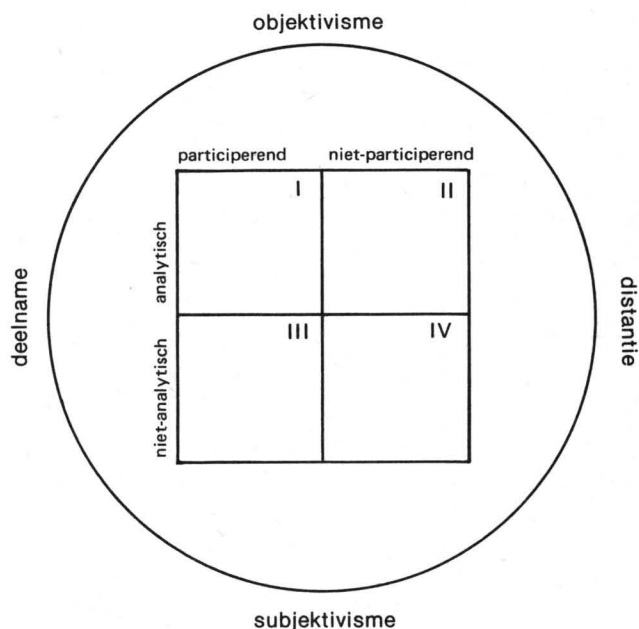 objektivisme
participerend niet-participerend
I II
analytisch
deelname
distantie
III IV
niet-analytisch
subjektivisme